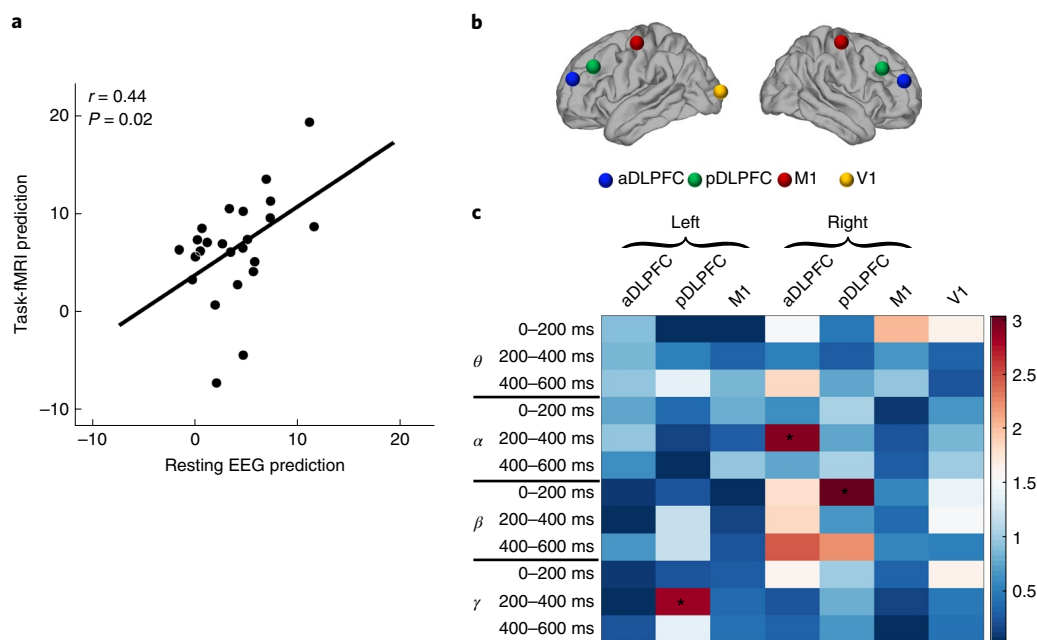 a
r = 0.44
P = 0.02
20
10
0
–10
Task-fMRI prediction
–10 0 10 20
Resting EEG prediction
b
aDLPFC pDLPFC M1 V1
c
Left Right
aDLPFC pDLPFC M1 aDLPFC pDLPFC M1 V1
θ
0–200 ms
200–400 ms
400–600 ms
α
0–200 ms
200–400 ms *
400–600 ms
β
0–200 ms *
200–400 ms
400–600 ms
γ
0–200 ms
200–400 ms *
400–600 ms
3
2.5
2
1.5
1
0.5